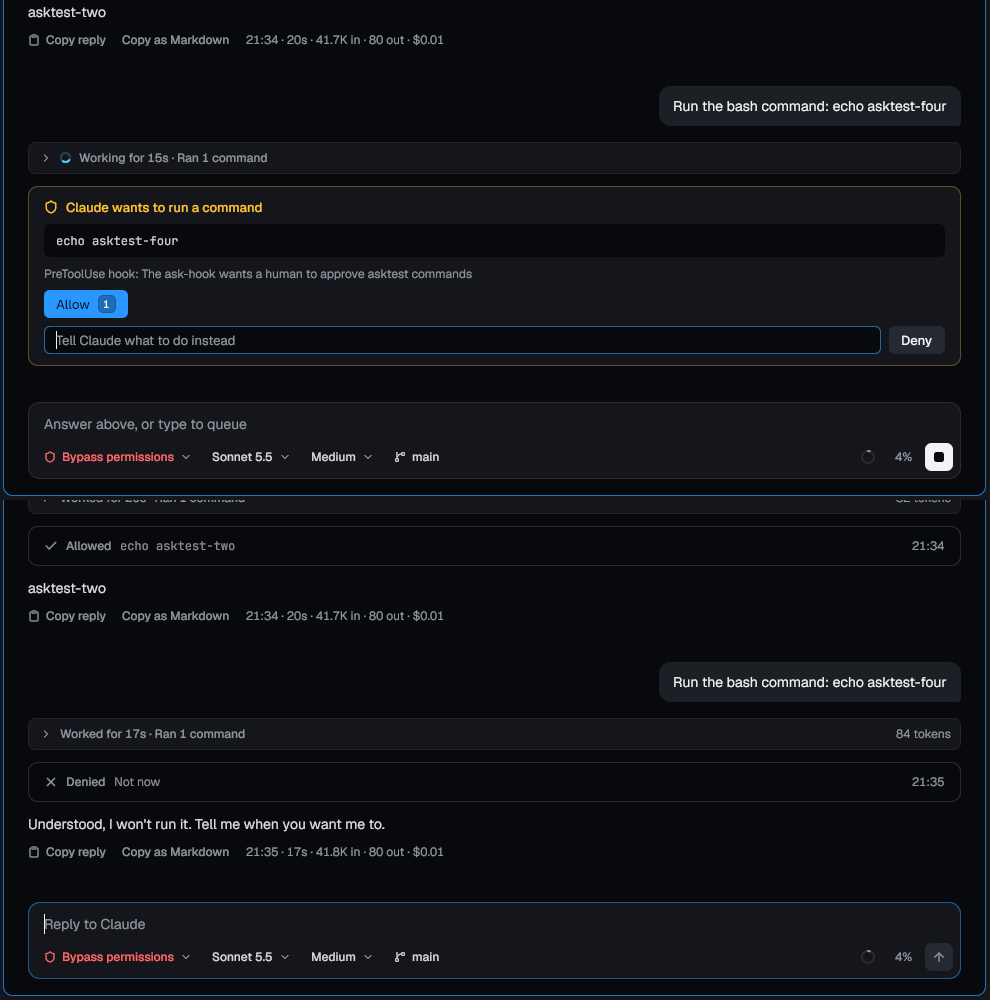 asktest-two
Copy reply Copy as Markdown 21:34 · 20s · 41.7K in · 80 out · $0.01
Run the bash command: echo asktest-four
Working for 15s · Ran 1 command
Claude wants to run a command
echo asktest-four
PreToolUse hook: The ask-hook wants a human to approve asktest commands
Allow 1
Tell Claude what to do instead Deny
Answer above, or type to queue
Bypass permissions Sonnet 5.5 Medium main 4%
Ran 1 command tokens
Allowed echo asktest-two 21:34
asktest-two
Copy reply Copy as Markdown 21:34 · 20s · 41.7K in · 80 out · $0.01
Run the bash command: echo asktest-four
Worked for 17s · Ran 1 command 84 tokens
Denied Not now 21:35
Understood, I won't run it. Tell me when you want me to.
Copy reply Copy as Markdown 21:35 · 17s · 41.8K in · 80 out · $0.01
Reply to Claude
Bypass permissions Sonnet 5.5 Medium main 4%